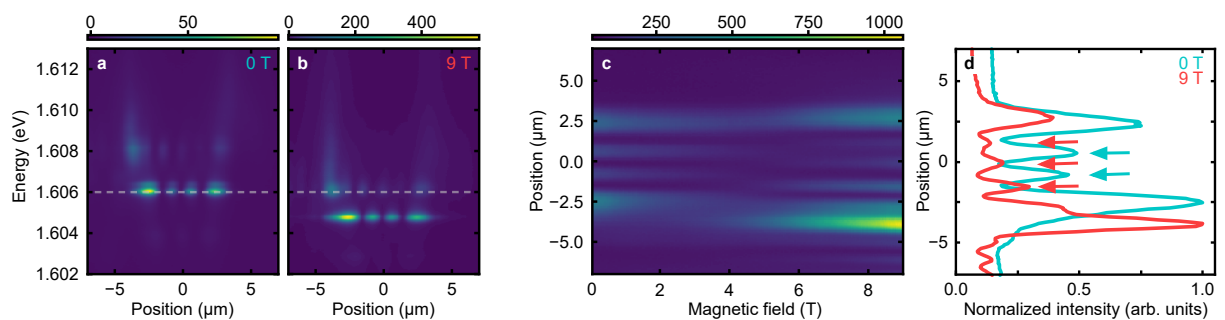 0 50
0 200 400
250 500 750 1000
a 0 T
b 9 T
c
d 0 T
9 T
1.612
1.610
1.608
1.606
1.604
1.602
Energy (eV)
−5 0 5
Position (μm)
−5 0 5
Position (μm)
5.0
2.5
0.0
−2.5
−5.0
Position (μm)
0 2 4 6 8
Magnetic field (T)
5
0
−5
Position (μm)
0.0 0.5 1.0
Normalized intensity (arb. units)